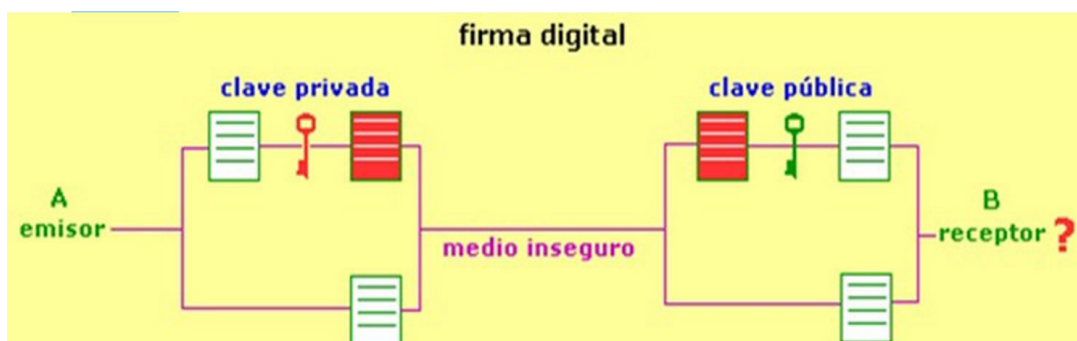 firma digital
clave privada
clave pública
A
emisor
medio inseguro
B
receptor ?